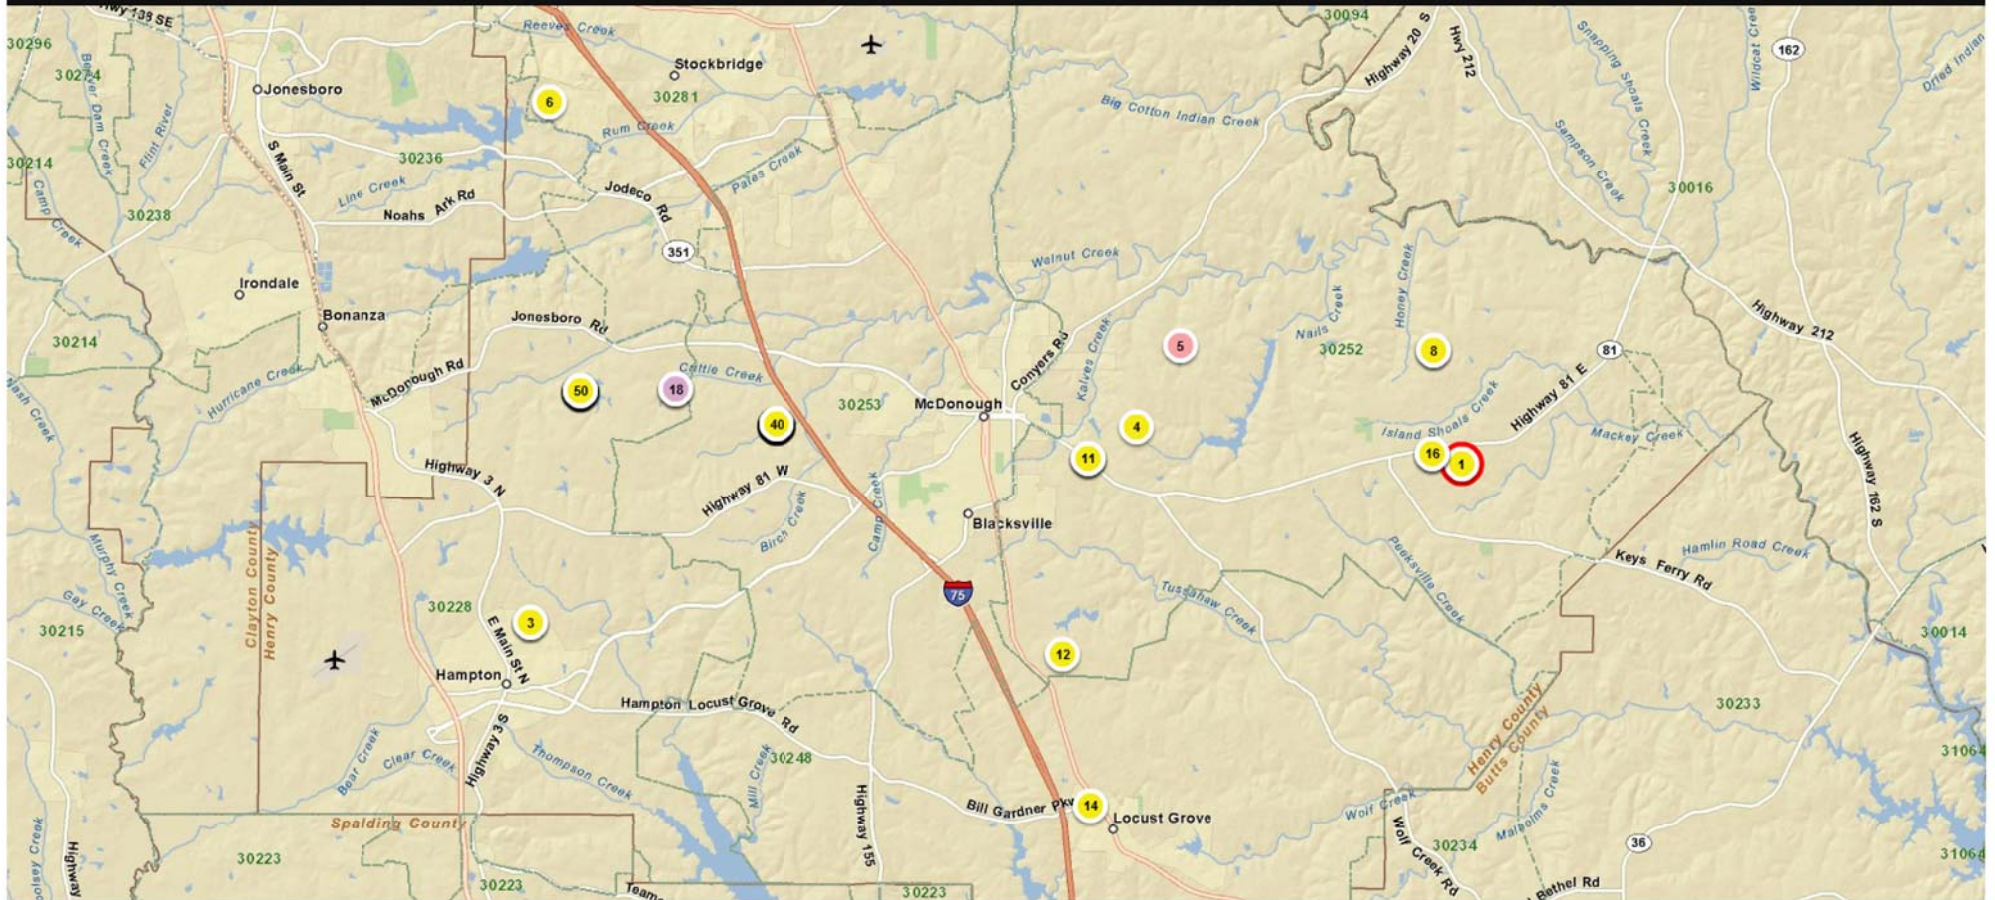 Hwy 138 SE
Reeves Creek
30094
Highway 20 S
Hwy 212
Snapping Shoals Creek
Wildcat Creek
162
Dried Indian
30296
30274
Beaver Dam Creek
Jonesboro
Stockbridge
30281
6
Flint River
Rum Creek
Big Cotton Indian Creek
Sampson Creek
30214
S Main St
30236
Pates Creek
Camp Creek
Line Creek
Jodeco Rd
30016
30238
Noahs Ark Rd
351
Walnut Creek
Honey Creek
Irondale
Bonanza
Jonesboro Rd
Nails Creek
Highway 212
30214
Conyers Rd
Kalves Creek
5
30252
8
81
Nash Creek
Hurricane Creek
McDonough Rd
Crittie Creek
50
18
30253
McDonough
Highway 81 E
40
4
Island Shoals Creek
Mackey Creek
11
16
1
Highway 3 N
Highway 81 W
Highway 162 S
Birch Creek
Camp Creek
Blacksville
Murphy Creek
Clayton County
Henry County
Peeksville Creek
Hamlin Road Creek
Keys Ferry Rd
75
Tussahaw Creek
Gay Creek
30228
30215
3
E Main St N
30014
12
Hampton
Hampton Locust Grove Rd
30233
Henry County
Butts County
Highway 3 S
Bear Creek
Clear Creek
Thompson Creek
30248
Mill Creek
31064
Malholms Creek
Bill Gardner Pkwy
14
Wolf Creek
Locust Grove
Spalding County
Highway 155
Wolf Creek Rd
36
30234
Highway
30223
30223
30223
31064
Bethel Rd